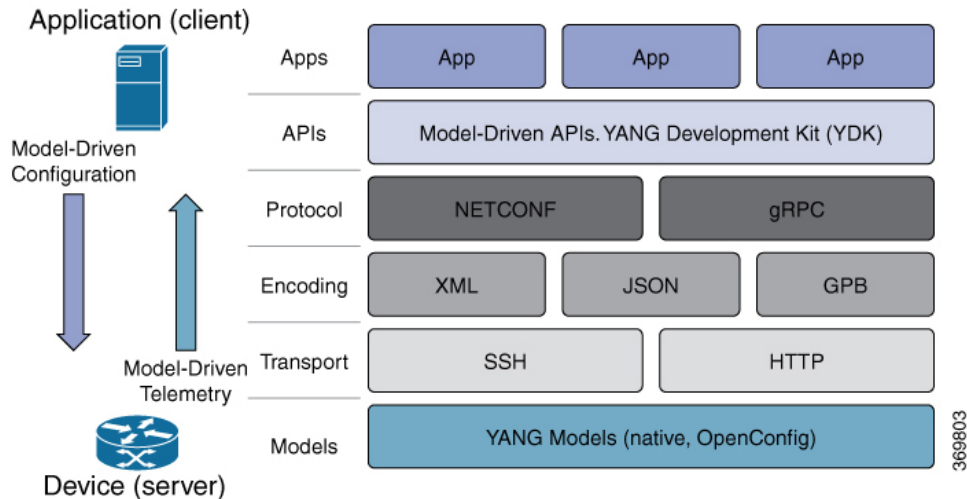 Application (client)
Model-Driven
Configuration
Model-Driven
Telemetry
Device (server)
Apps
App
App
App
APIs
Model-Driven APIs. YANG Development Kit (YDK)
Protocol
NETCONF
gRPC
Encoding
XML
JSON
GPB
Transport
SSH
HTTP
Models
YANG Models (native, OpenConfig)
369803